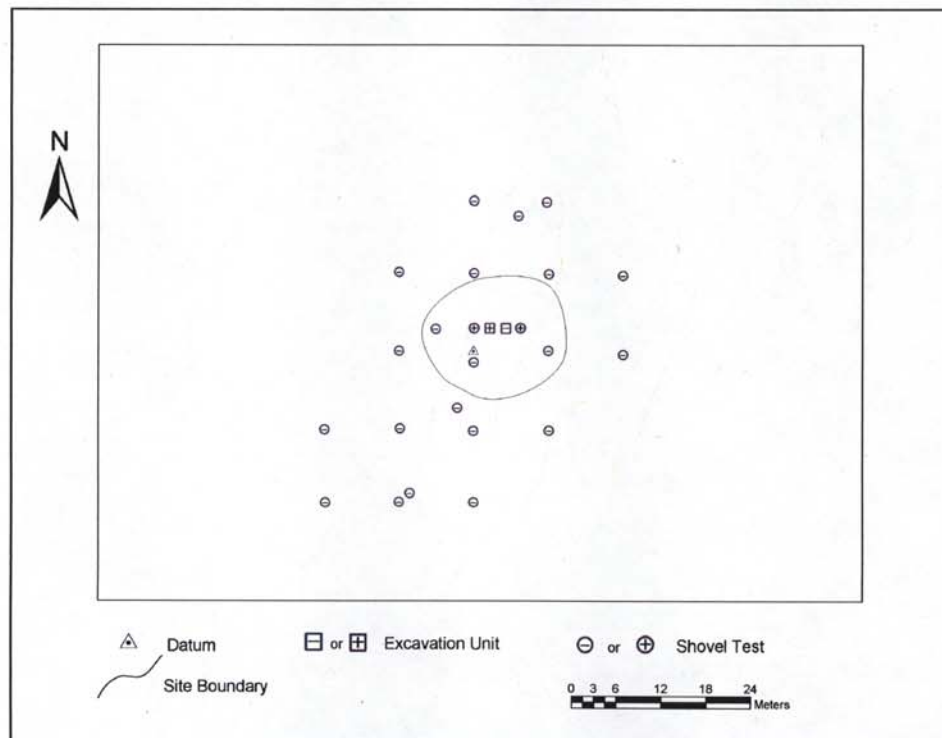 N
Datum
or
Excavation Unit
or
Shovel Test
Site Boundary
0 3 6 12 18 24
Meters